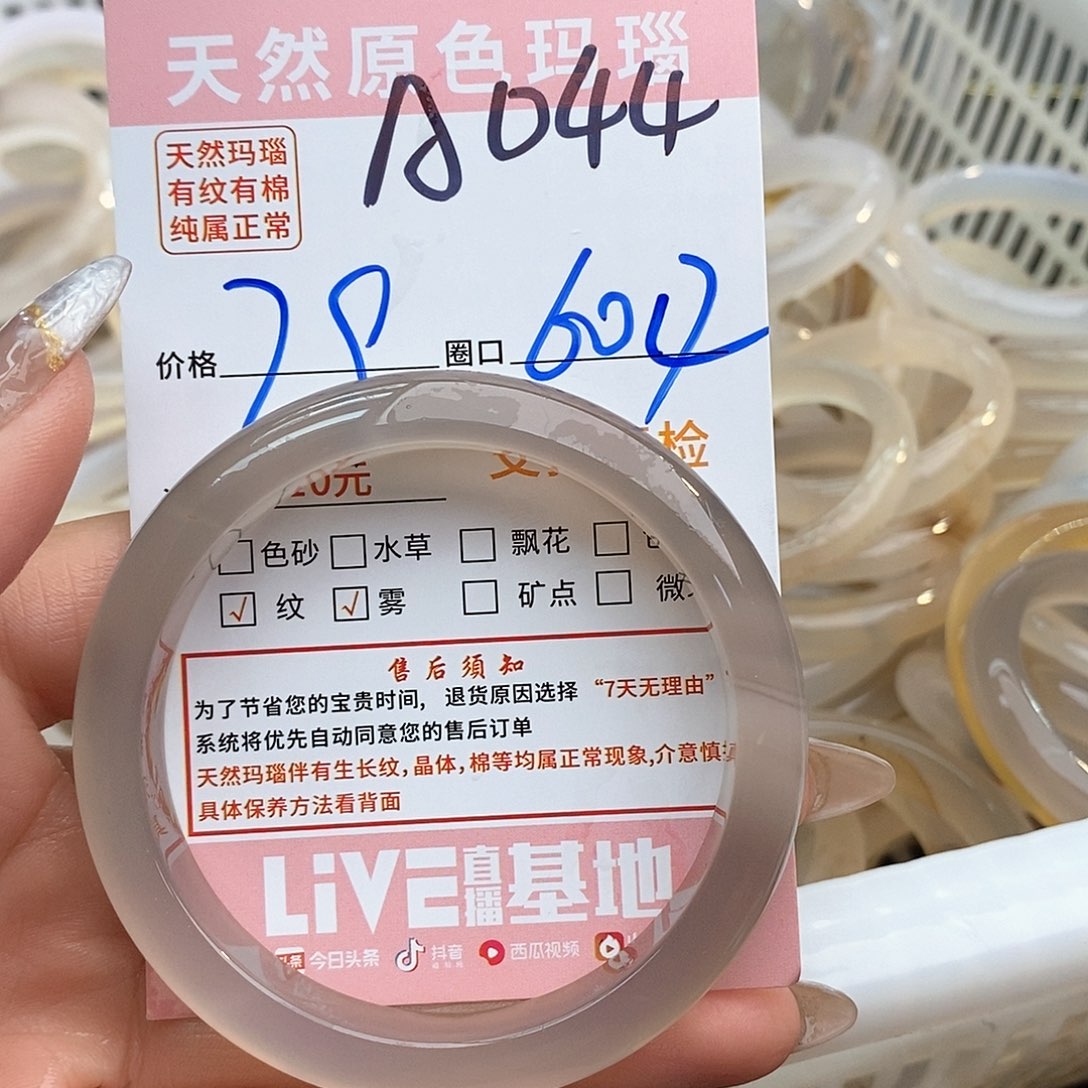 天然原色玛瑙
A044
天然玛瑙
有纹有棉
纯属正常
价格 圈口
20元 检
色砂 水草 飘花
√ 纹 √ 雾 矿点 微
售后须知
为了节省您的宝贵时间，退货原因选择“7天无理由”
系统将优先自动同意您的售后订单
天然玛瑙伴有生长纹,晶体,棉等均属正常现象,介意慎
具体保养方法看背面
LiVE直播基地
今日头条 抖音 西瓜视频